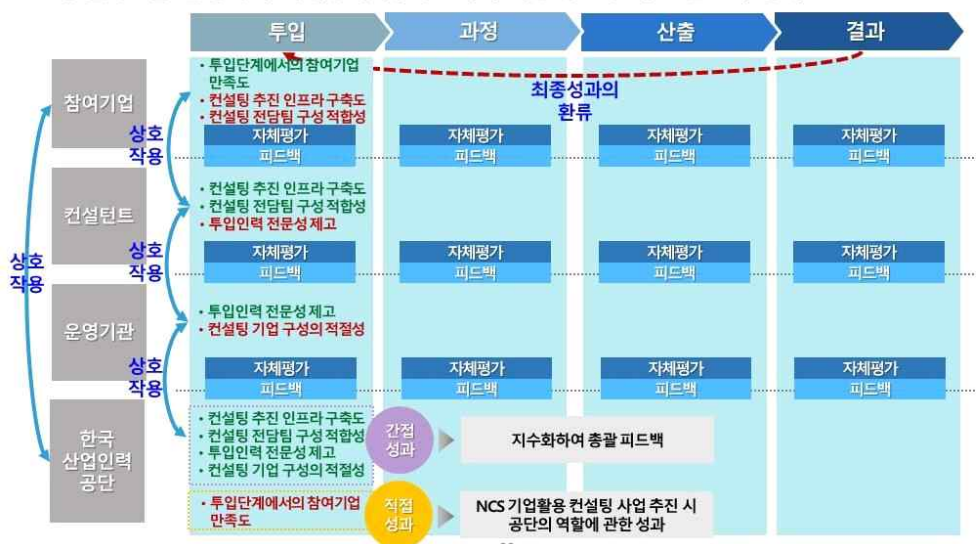 투입
과정
산출
결과
최종성과의
환류
참여기업
• 투입단계에서의 참여기업
만족도
• 컨설팅 추진 인프라 구축도
• 컨설팅 전담팀 구성 적합성
상호
작용
자체평가
자체평가
자체평가
자체평가
피드백
피드백
피드백
피드백
컨설턴트
• 컨설팅 추진 인프라 구축도
• 컨설팅 전담팀 구성 적합성
• 투입인력 전문성 제고
상호
작용
상호
작용
자체평가
자체평가
자체평가
자체평가
피드백
피드백
피드백
피드백
운영기관
• 투입인력 전문성 제고
• 컨설팅 기업 구성의 적절성
상호
작용
자체평가
자체평가
자체평가
자체평가
피드백
피드백
피드백
피드백
한국
산업인력
공단
• 컨설팅 추진 인프라 구축도
• 컨설팅 전담팀 구성 적합성
• 투입인력 전문성 제고
• 컨설팅 기업 구성의 적절성
간접
성과
지수화하여 총괄 피드백
• 투입단계에서의 참여기업
만족도
직접
성과
NCS 기업활용 컨설팅 사업 추진 시
공단의 역할에 관한 성과